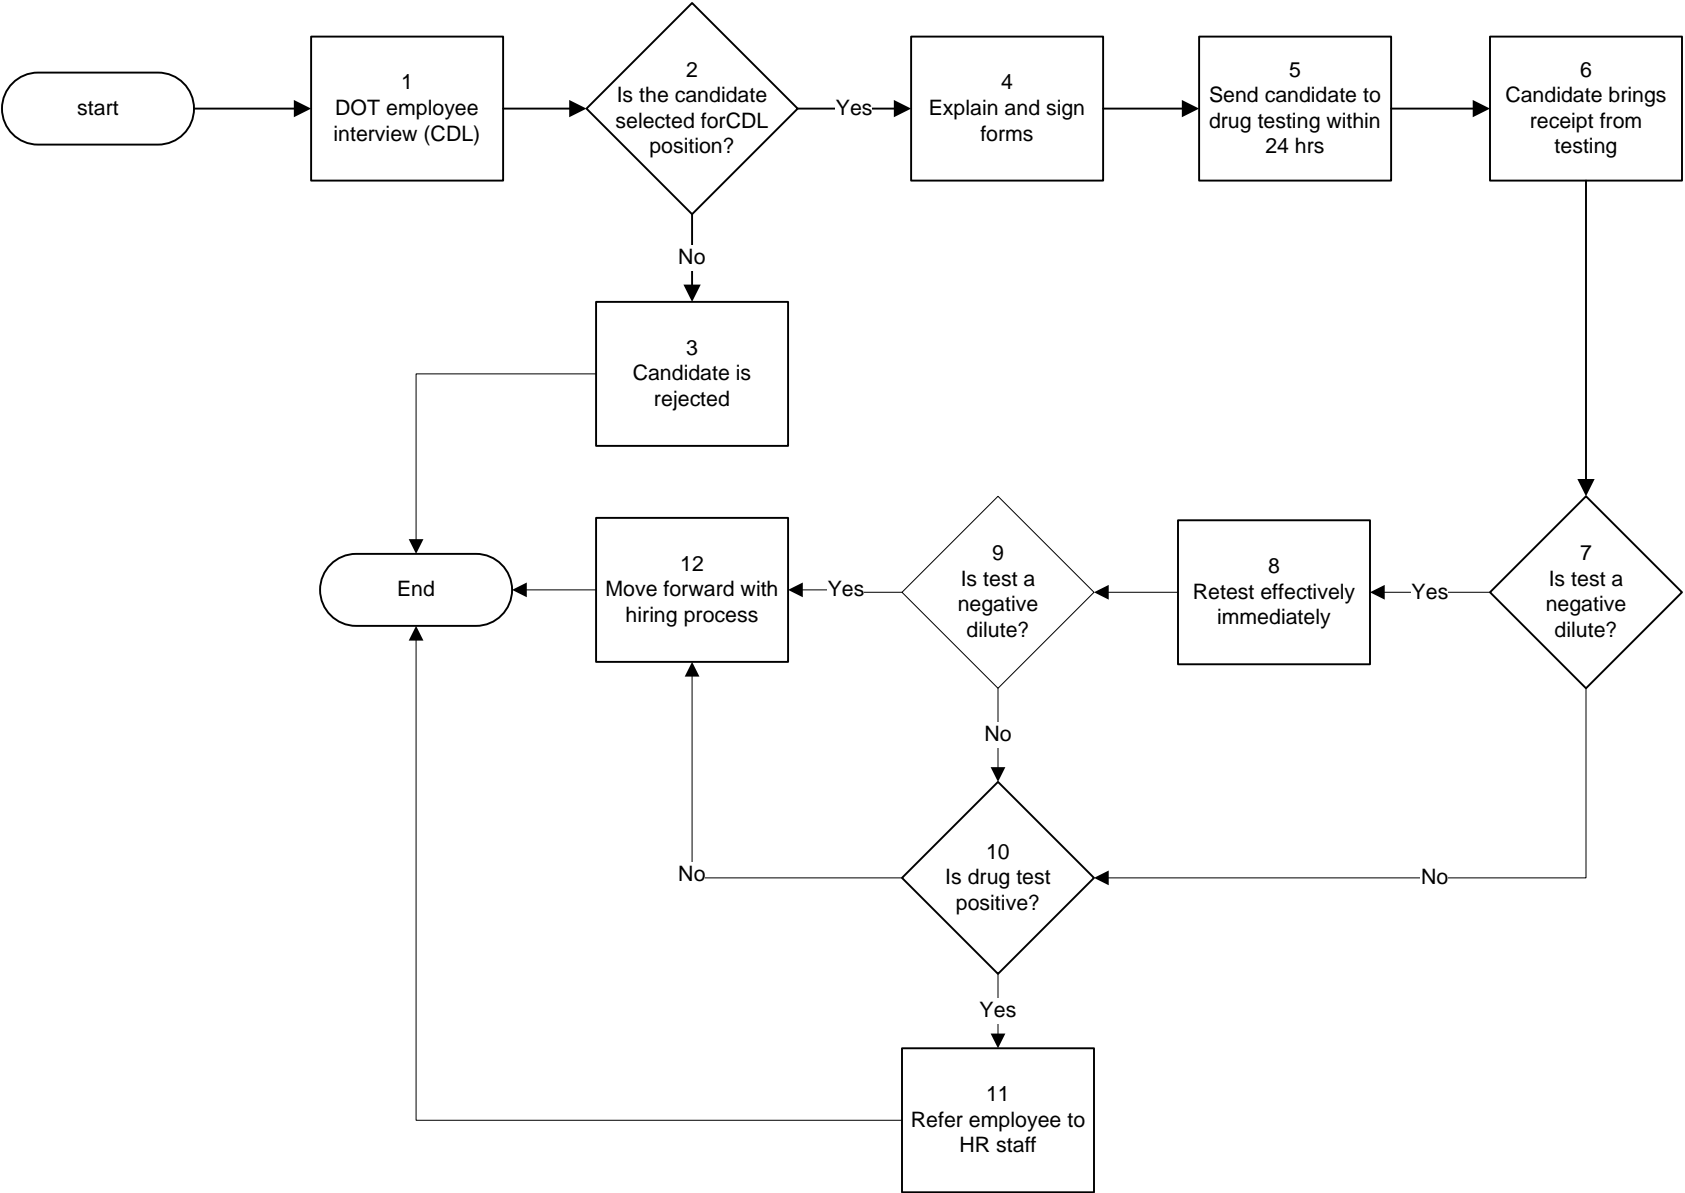 start
1
DOT employee
interview (CDL)
2
Is the candidate
selected forCDL
position?
Yes
4
Explain and sign
forms
5
Send candidate to
drug testing within
24 hrs
6
Candidate brings
receipt from
testing
No
3
Candidate is
rejected
End
12
Move forward with
hiring process
Yes
9
Is test a
negative
dilute?
8
Retest effectively
immediately
Yes
7
Is test a
negative
dilute?
No
No
10
Is drug test
positive?
No
Yes
11
Refer employee to
HR staff